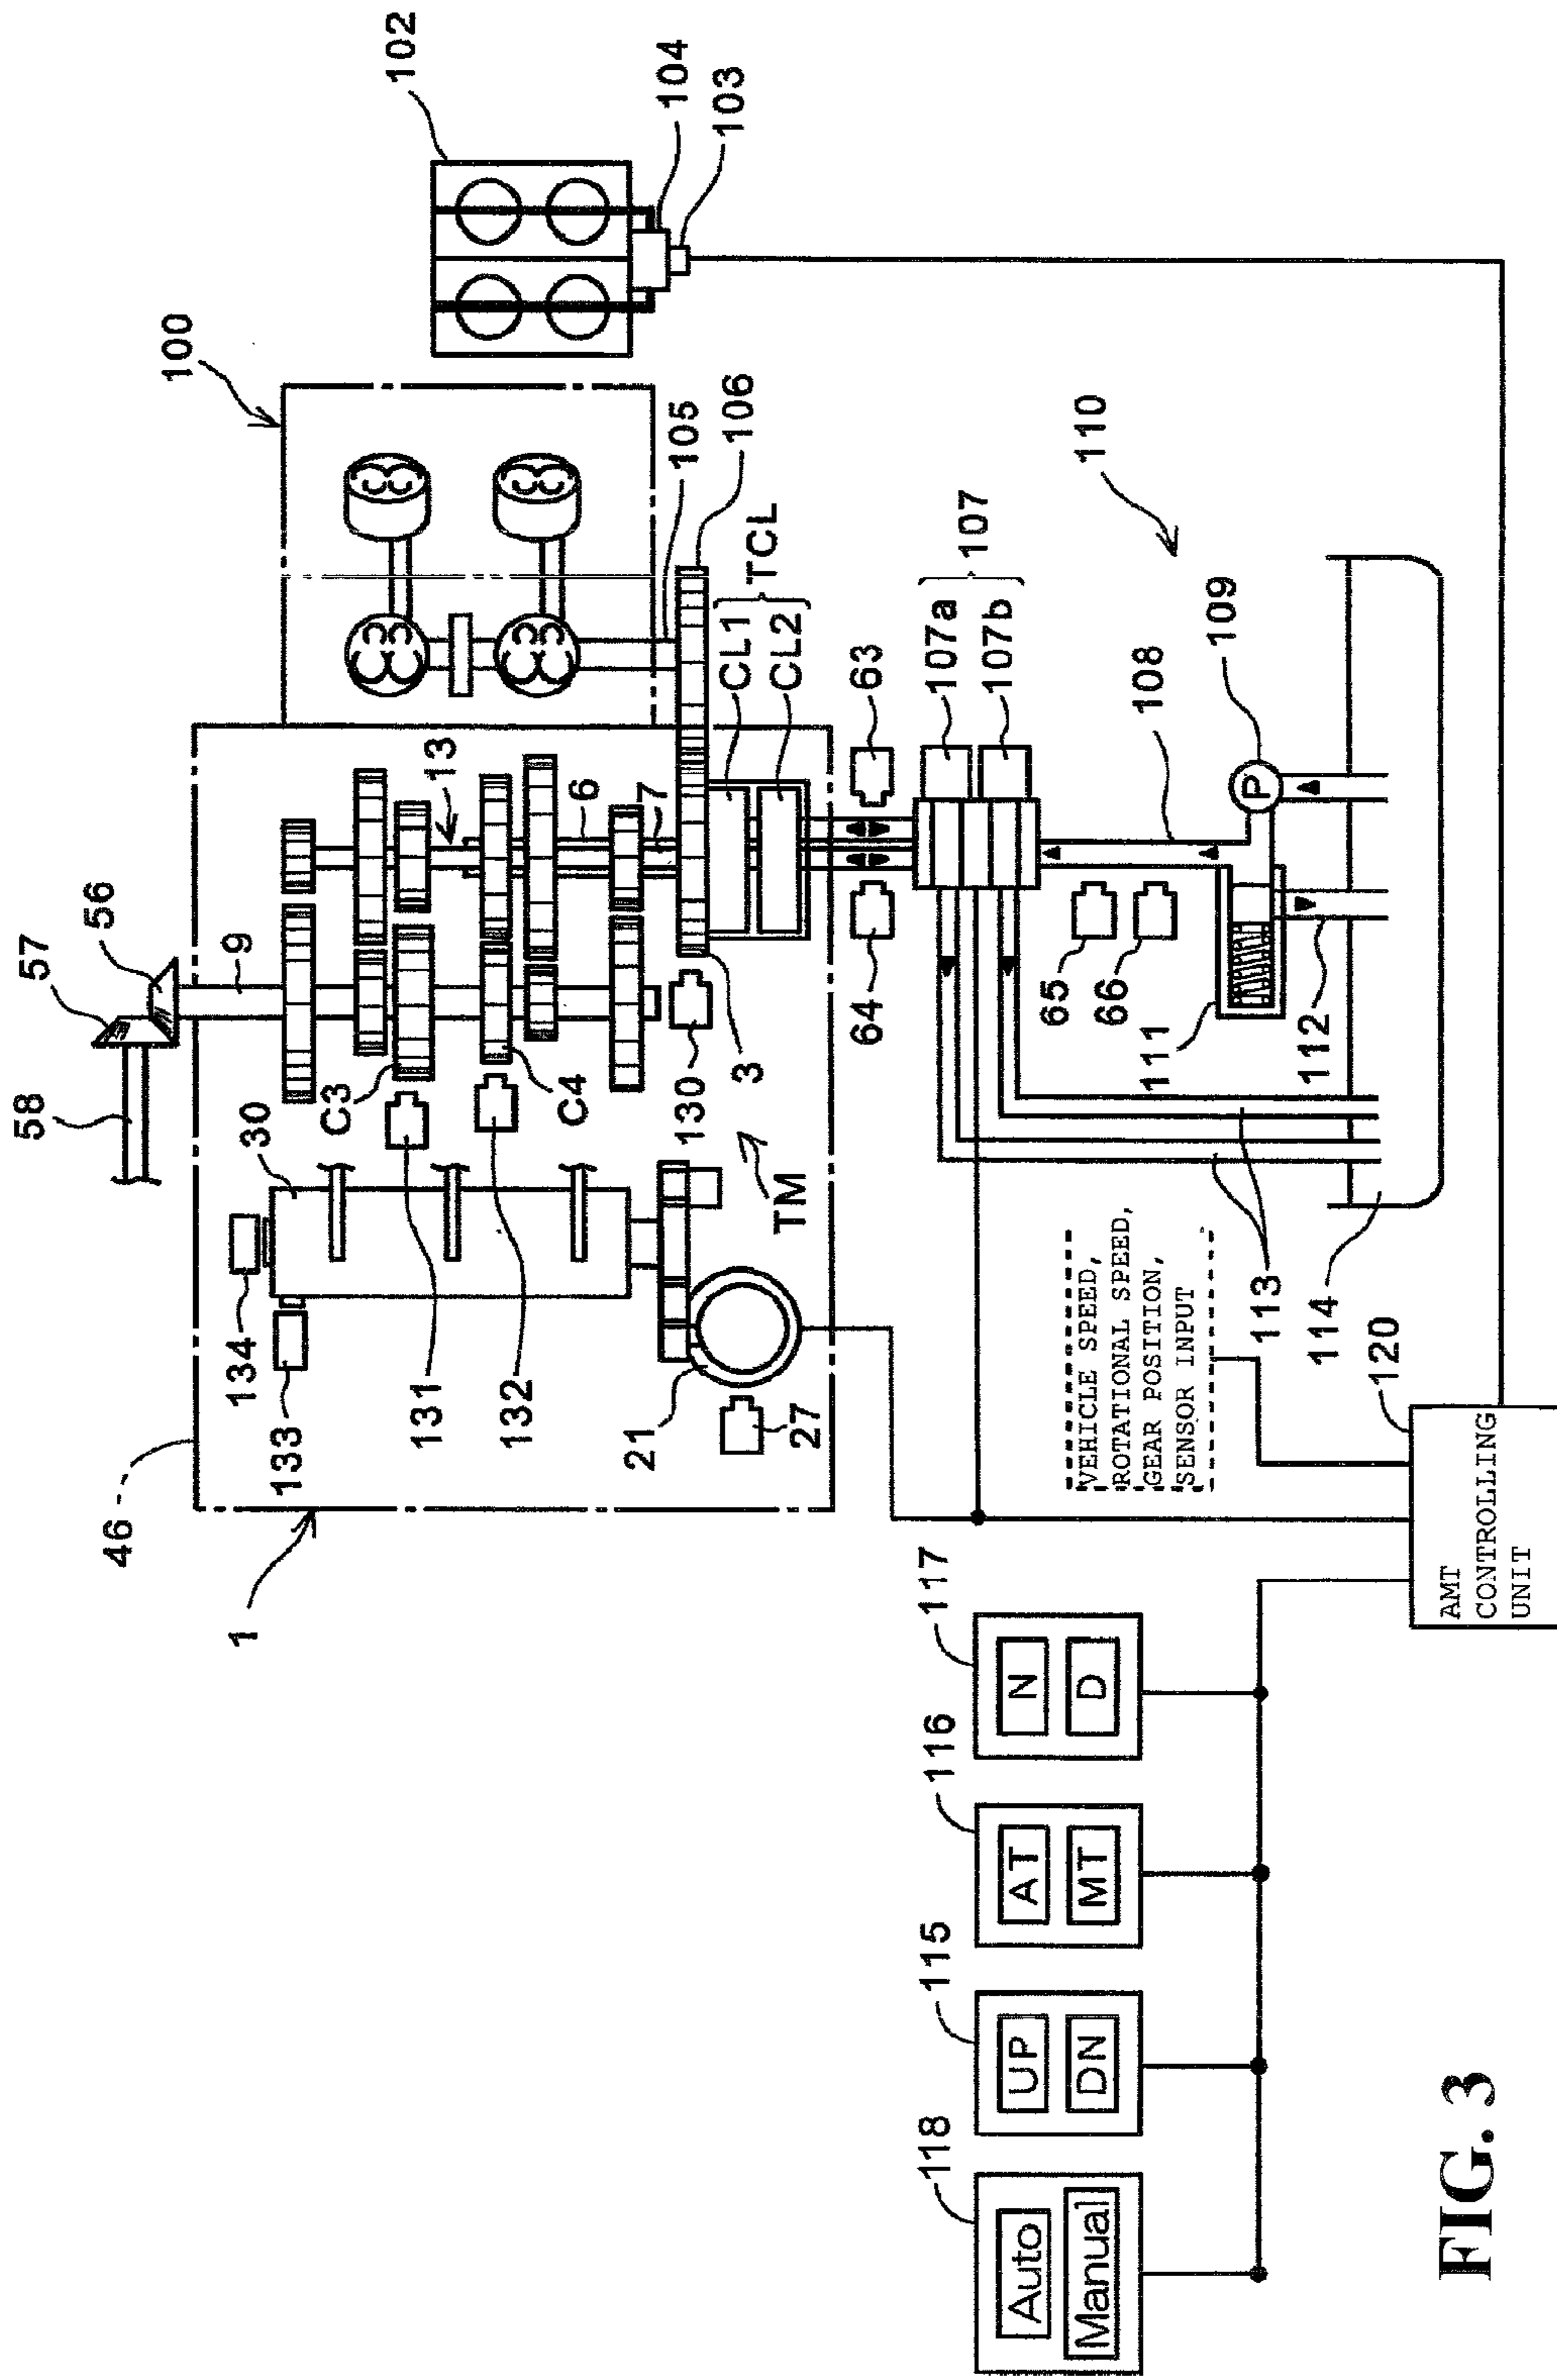 102
104
103
100
105
106
TCL
CL1
CL2
57
56
58
9
13
6
7
C3
C4
30
134
133
131
132
130
3
TM
21
27
46
1
63
64
65
66
107a
107b
107
110
108
109
P
111
112
113
114
VEHICLE SPEED,
ROTATIONAL SPEED,
GEAR POSITION,
SENSOR INPUT
120
AMT
CONTROLLING
UNIT
118
Auto
Manual
115
UP
DN
116
AT
MT
117
N
D
FIG. 3